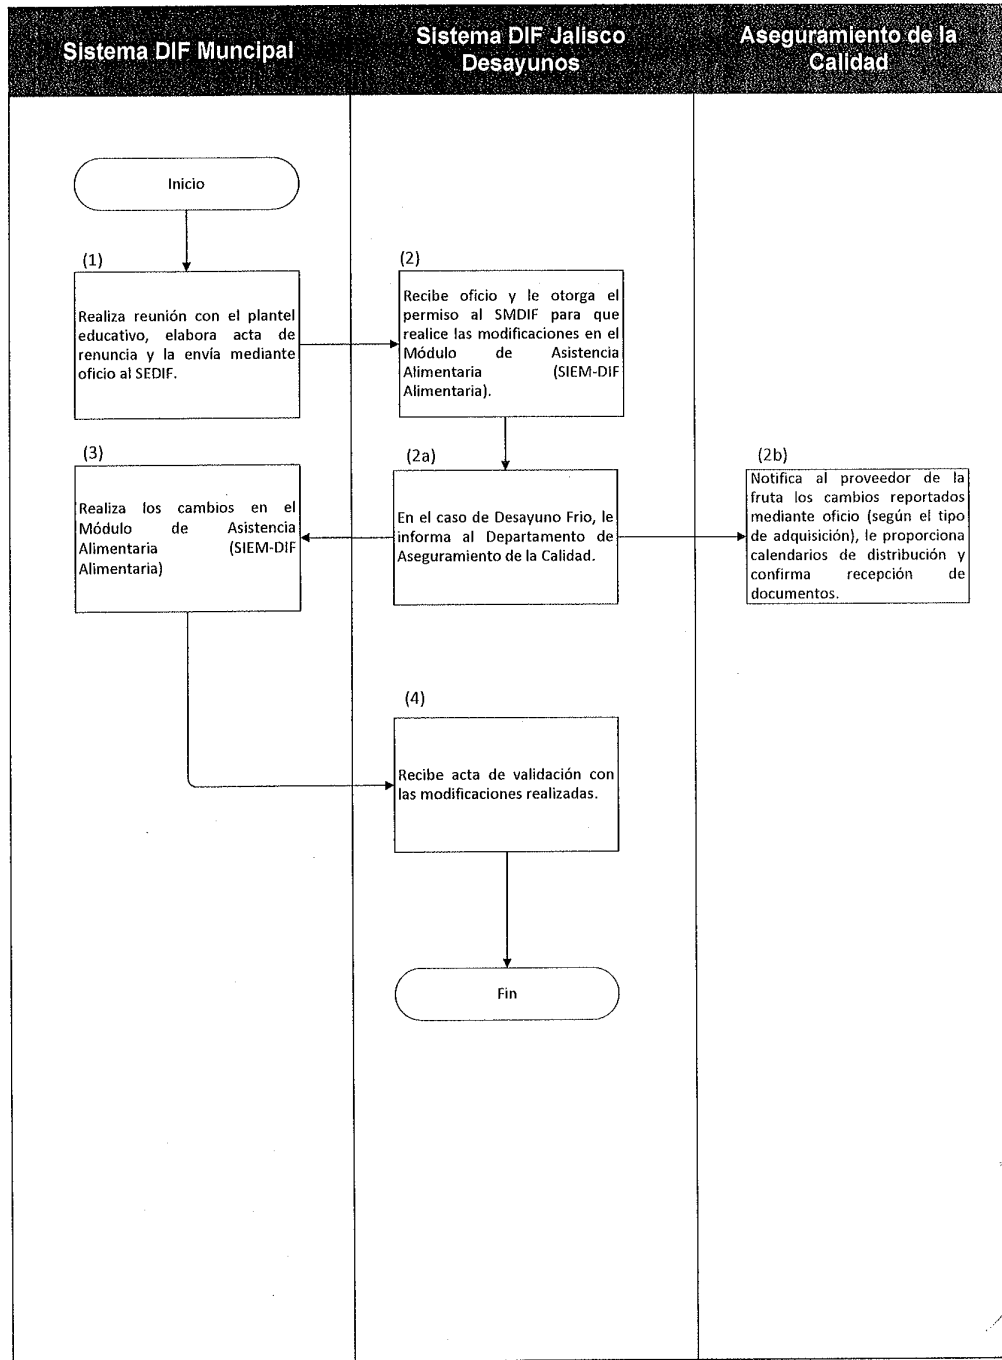 Sistema DIF Muncipal
Sistema DIF Jalisco
Desayunos
Aseguramiento de la
Calidad
Inicio
(1)
Realiza reunión con el plantel
educativo, elabora acta de
renuncia y la envía mediante
oficio al SEDIF.
(2)
Recibe oficio y le otorga el
permiso al SMDIF para que
realice las modificaciones en el
Módulo de Asistencia
Alimentaria (SIEM-DIF
Alimentaria).
(3)
Realiza los cambios en el
Módulo de Asistencia
Alimentaria (SIEM-DIF
Alimentaria)
(2a)
En el caso de Desayuno Frio, le
informa al Departamento de
Aseguramiento de la Calidad.
(2b)
Notifica al proveedor de la
fruta los cambios reportados
mediante oficio (según el tipo
de adquisición), le proporciona
calendarios de distribución y
confirma recepción de
documentos.
(4)
Recibe acta de validación con
las modificaciones realizadas.
Fin